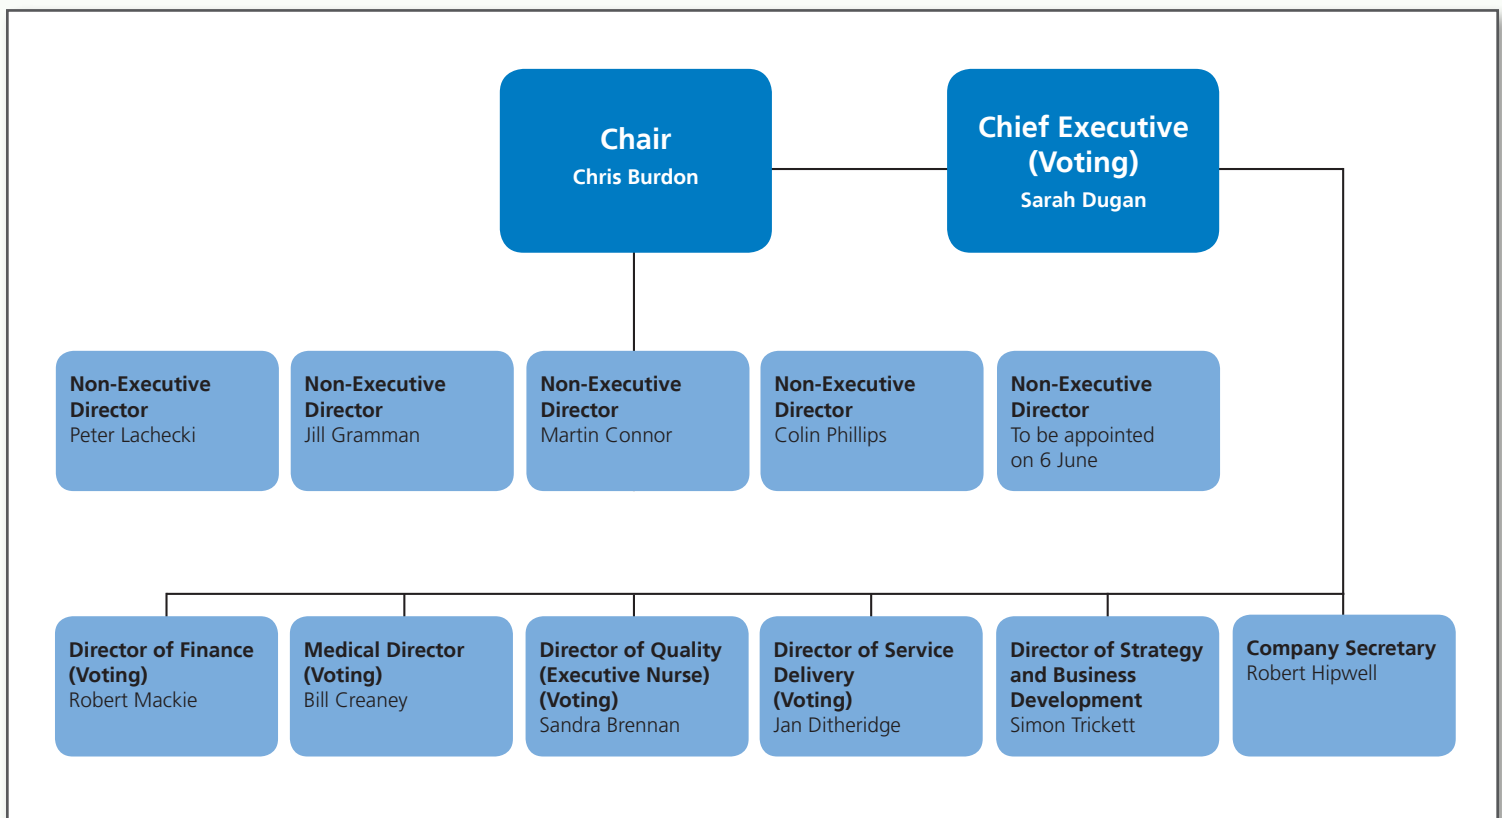 Chair
Chris Burdon
Chief Executive
(Voting)
Sarah Dugan
Non-Executive
Director
Peter Lachecki
Non-Executive
Director
Jill Gramman
Non-Executive
Director
Martin Connor
Non-Executive
Director
Colin Phillips
Non-Executive
Director
To be appointed
on 6 June
Director of Finance
(Voting)
Robert Mackie
Medical Director
(Voting)
Bill Creaney
Director of Quality
(Executive Nurse)
(Voting)
Sandra Brennan
Director of Service
Delivery
(Voting)
Jan Ditheridge
Director of Strategy
and Business
Development
Simon Trickett
Company Secretary
Robert Hipwell